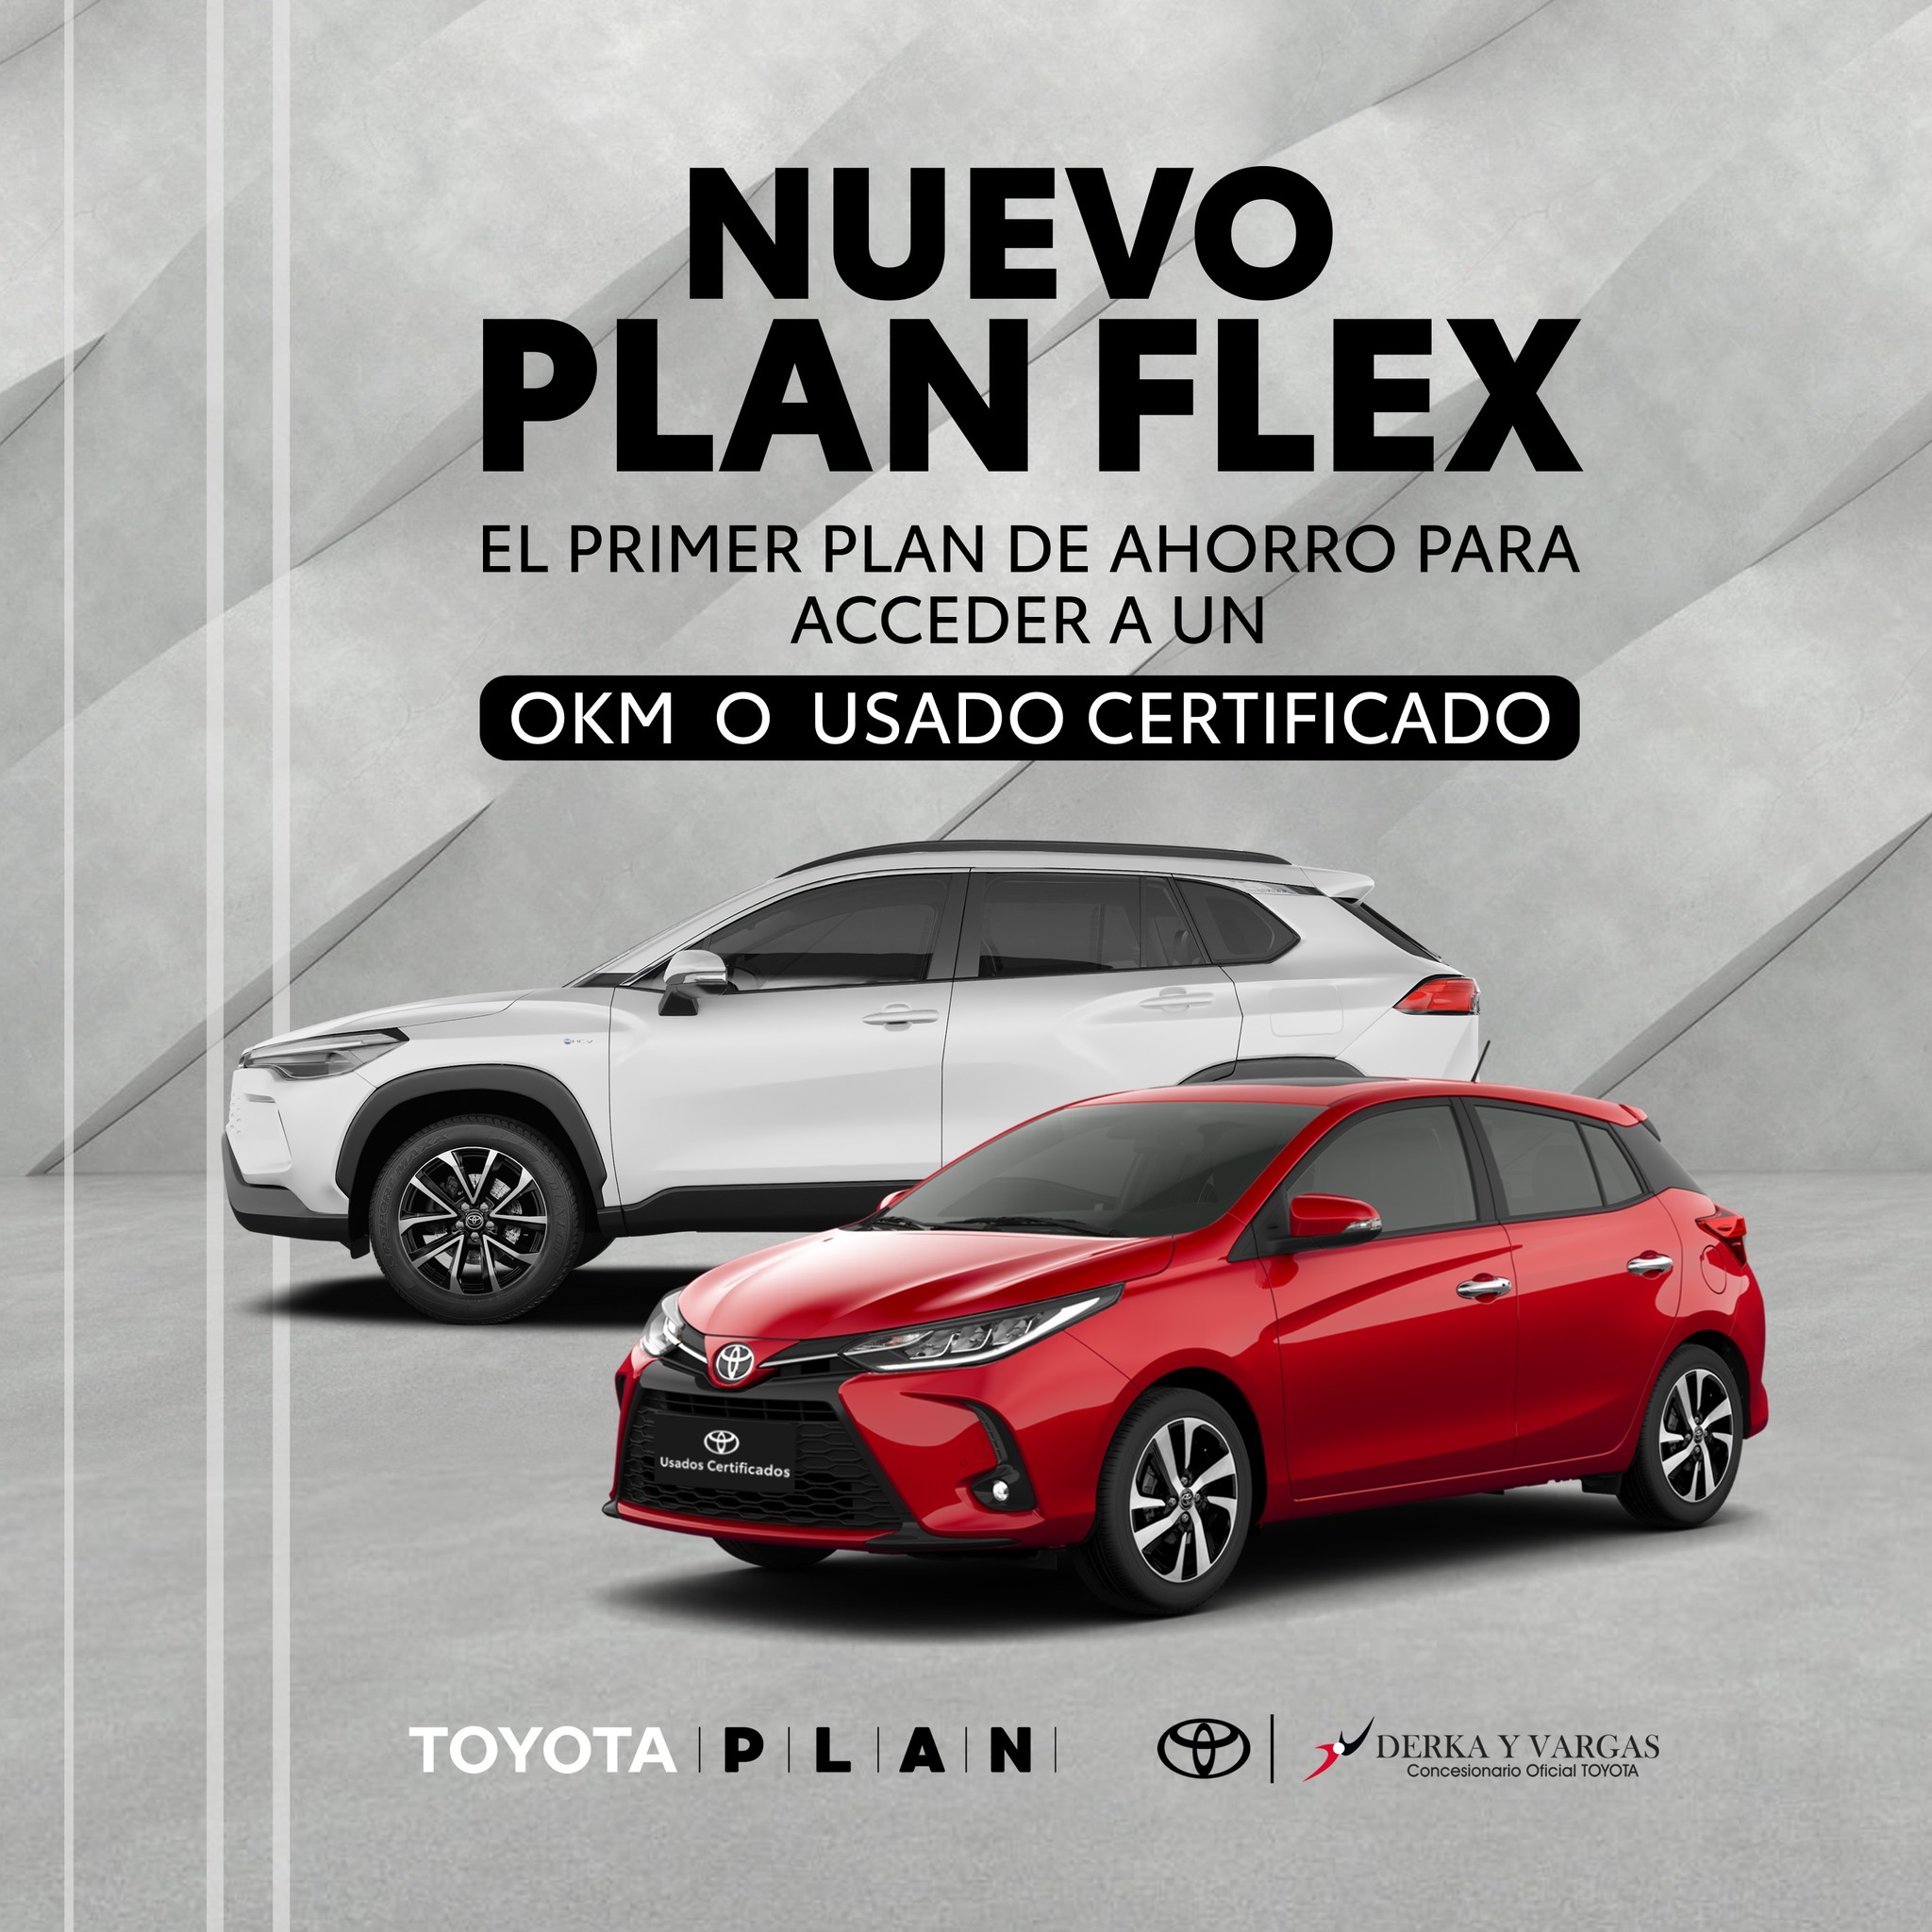 NUEVO
PLAN FLEX
EL PRIMER PLAN DE AHORRO PARA
ACCEDER A UN
OKM O USADO CERTIFICADO
Usados Certificados
TOYOTA PLAN
DERKA Y VARGAS
Concesionario Oficial TOYOTA